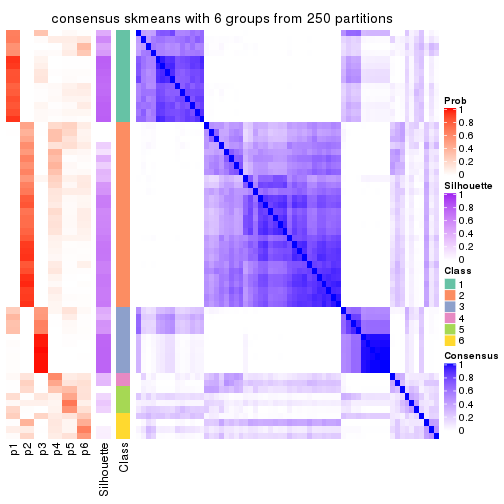 consensus skmeans with 6 groups from 250 partitions
Prob
1
0.8
0.6
0.4
0.2
0
Silhouette
1
0.8
0.6
0.4
0.2
0
Class
1
2
3
4
5
6
Consensus
1
0.8
0.6
0.4
0.2
0
p1
p2
p3
p4
p5
p6
Silhouette
Class